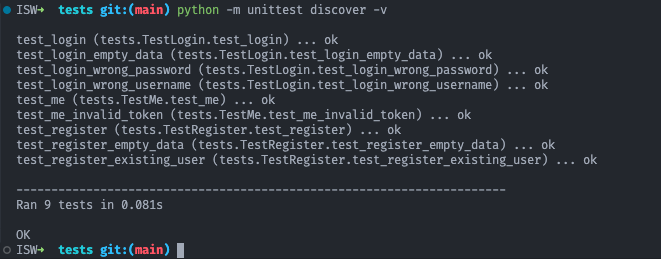 ISW→ tests git:(main) python -m unittest discover -v
test_login (tests.TestLogin.test_login) ... ok
test_login_empty_data (tests.TestLogin.test_login_empty_data) ... ok
test_login_wrong_password (tests.TestLogin.test_login_wrong_password) ... ok
test_login_wrong_username (tests.TestLogin.test_login_wrong_username) ... ok
test_me (tests.TestMe.test_me) ... ok
test_me_invalid_token (tests.TestMe.test_me_invalid_token) ... ok
test_register (tests.TestRegister.test_register) ... ok
test_register_empty_data (tests.TestRegister.test_register_empty_data) ... ok
test_register_existing_user (tests.TestRegister.test_register_existing_user) ... ok
----------------------------------------------------------------------
Ran 9 tests in 0.081s
OK
ISW→ tests git:(main)